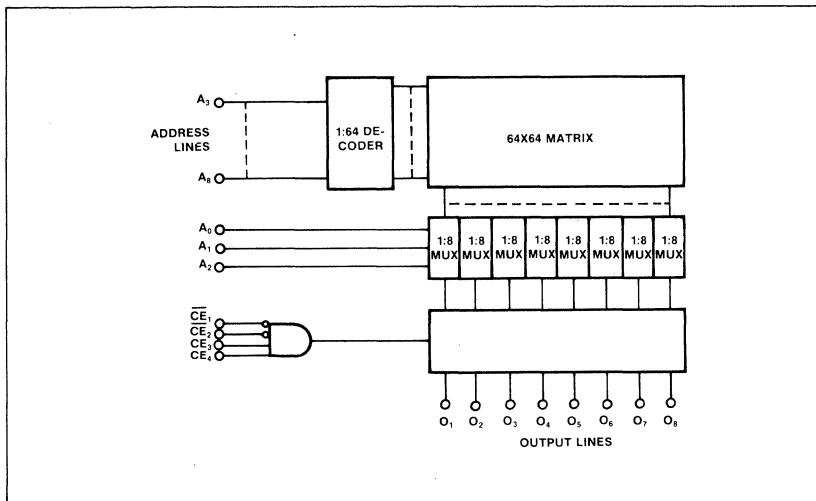 A₃
ADDRESS
LINES
A₈
1:64 DE-
CODER
64X64 MATRIX
A₀
A₁
A₂
1:8 1:8 1:8 1:8 1:8 1:8 1:8 1:8
MUX MUX MUX MUX MUX MUX MUX MUX
C̅E̅₁
C̅E̅₂
CE₃
CE₄
O₁ O₂ O₃ O₄ O₅ O₆ O₇ O₈
OUTPUT LINES